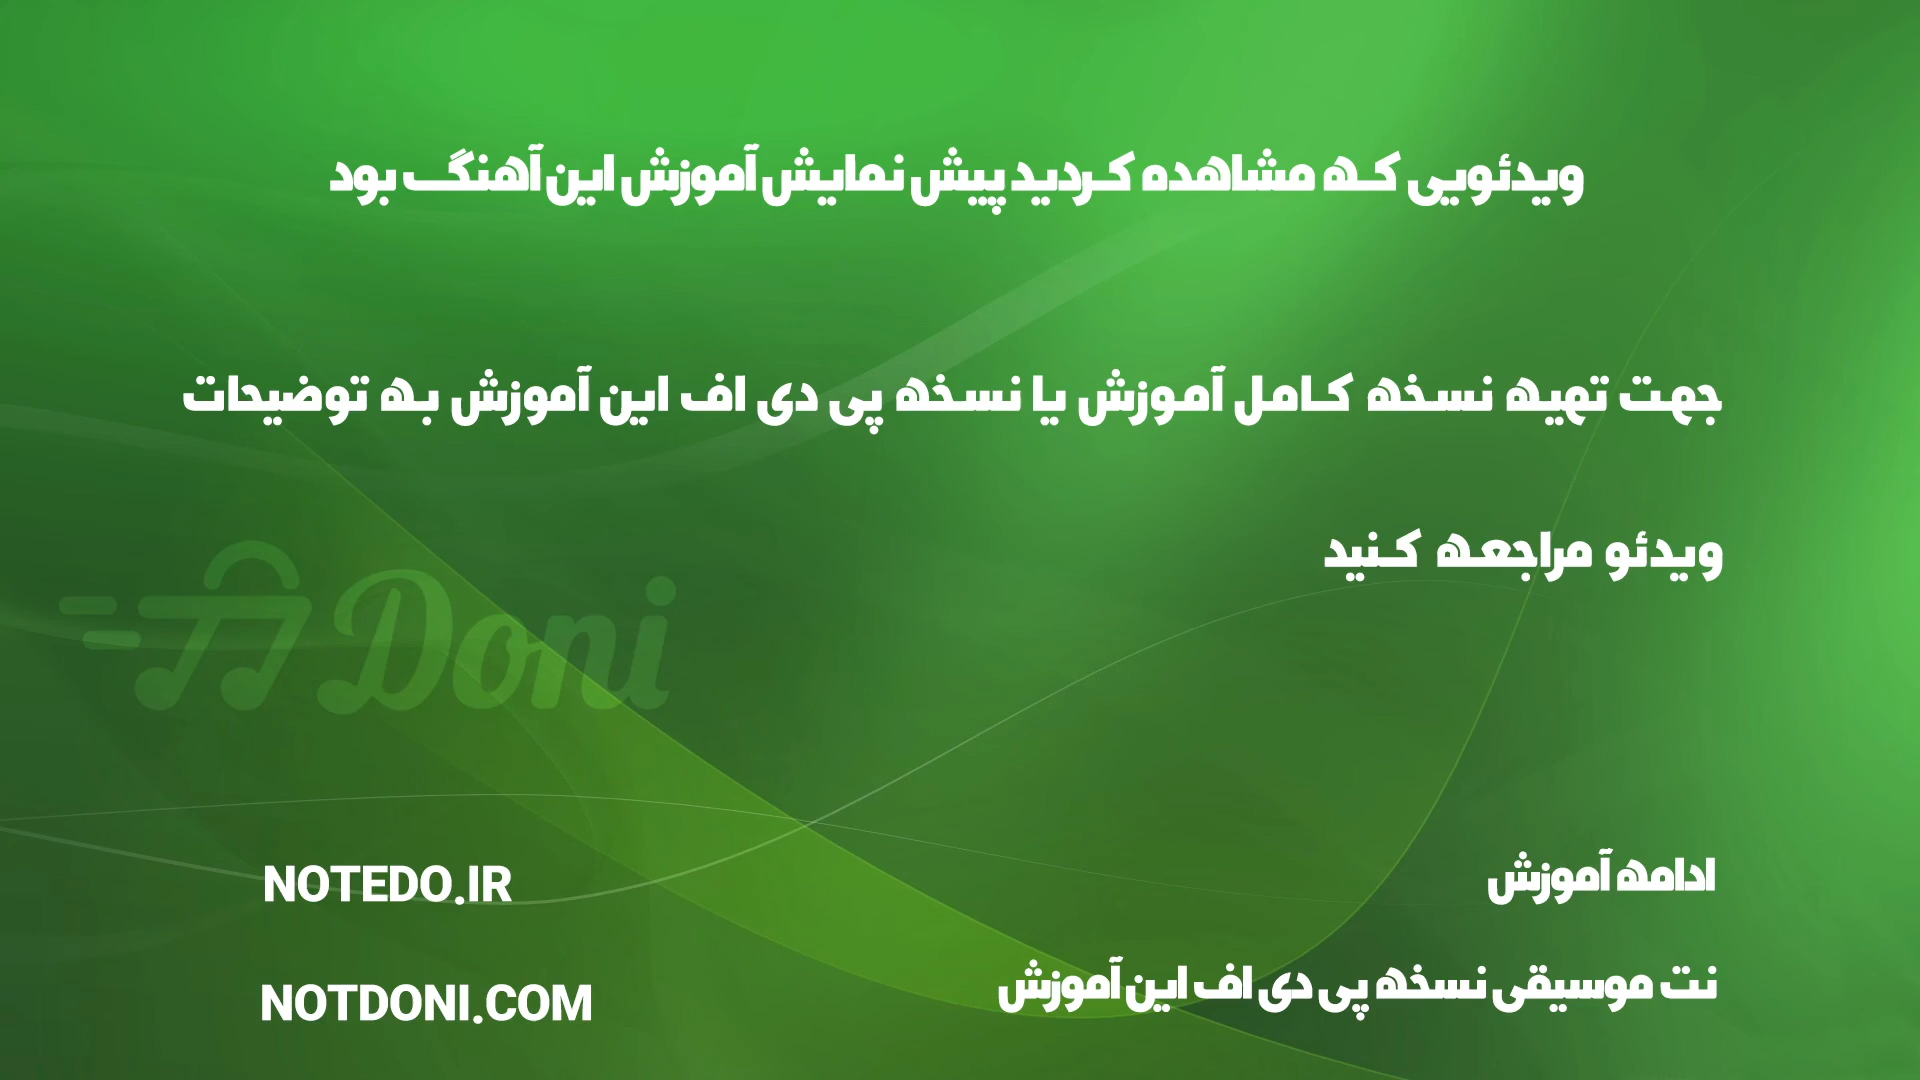 ویدئویی که مشاهده کردید پیش نمایش آموزش این آهنگ بود
جهت تهیه نسخه کامل آموزش یا نسخه پی دی اف این آموزش به توضیحات
ویدئو مراجعه کنید
Doni
ادامه آموزش
NOTEDO.IR
نت موسیقی نسخه پی دی اف این آموزش
NOTDONI.COM